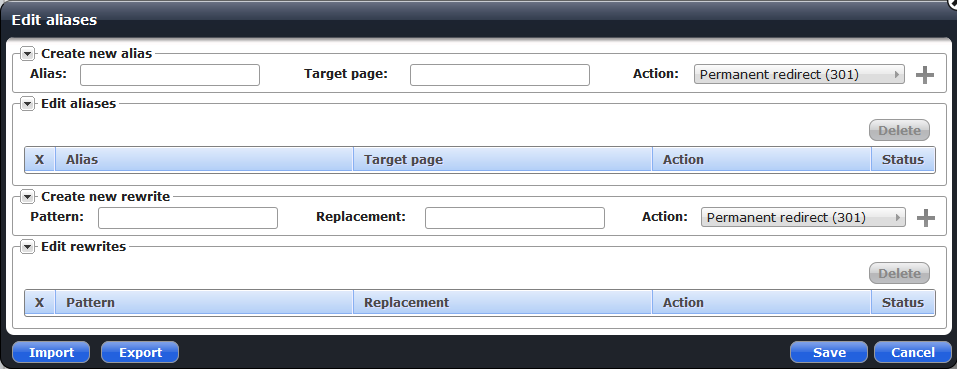 Edit aliases
Create new alias
Alias: Target page: Action: Permanent redirect (301)
Edit aliases
Delete
X Alias Target page Action Status
Create new rewrite
Pattern: Replacement: Action: Permanent redirect (301)
Edit rewrites
Delete
X Pattern Replacement Action Status
Import Export Save Cancel